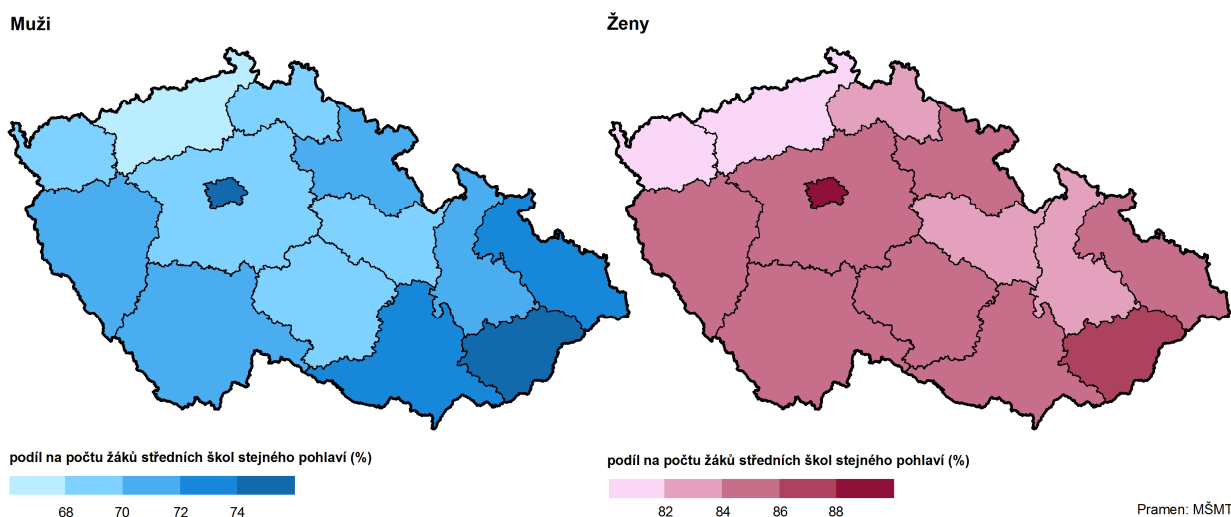 Muži
Ženy
podíl na počtu žáků středních škol stejného pohlaví (%)
68 70 72 74
podíl na počtu žáků středních škol stejného pohlaví (%)
82 84 86 88
Pramen: MŠMT